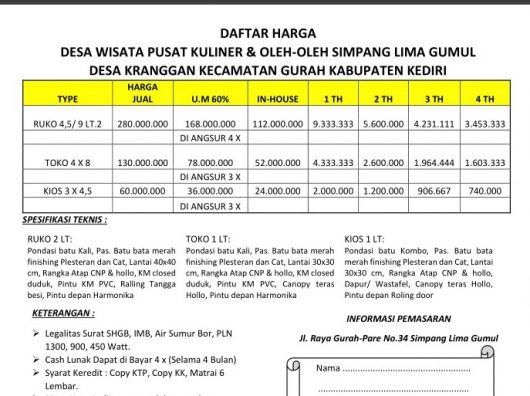 DAFTAR HARGA
DESA WISATA PUSAT KULINER & OLEH-OLEH SIMPANG LIMA GUMUL
DESA KRANGGAN KECAMATAN GURAH KABUPATEN KEDIRI
TYPE HARGA JUAL U.M 60% IN-HOUSE 1 TH 2 TH 3 TH 4 TH
RUKO 4,5/ 9 LT.2 280.000.000 168.000.000 112.000.000 9.333.333 5.600.000 4.231.111 3.453.333
DI ANGSUR 4 X
TOKO 4 X 8 130.000.000 78.000.000 52.000.000 4.333.333 2.600.000 1.964.444 1.603.333
DI ANGSUR 3 X
KIOS 3 X 4,5 60.000.000 36.000.000 24.000.000 2.000.000 1.200.000 906.667 740.000
DI ANGSUR 3 X
SPESIFIKASI TEKNIS :
RUKO 2 LT:
Pondasi batu Kali, Pas. Batu bata merah
finishing Plesteran dan Cat, Lantai 40x40
cm, Rangka Atap CNP & hollo, KM closed
duduk, Pintu KM PVC, Ralling Tangga
besi, Pintu depan Harmonika
TOKO 1 LT:
Pondasi batu Kali, Pas. Batu bata merah
finishing Plesteran dan Cat, Lantai 30x30
cm, Rangka Atap CNP & hollo, KM closed
duduk, Pintu KM PVC, Canopy teras
Hollo, Pintu depan Harmonika
KIOS 1 LT:
Pondasi batu Kombo, Pas. Batu bata
merah finishing Plesteran dan Cat, Lantai
30x30 cm, Rangka Atap CNP & hollo,
Dapur/ Wastafel, Canopy teras Hollo,
Pintu depan Roling door
KETERANGAN :
➢ Legalitas Surat SHGB, IMB, Air Sumur Bor, PLN
1300, 900, 450 Watt.
➢ Cash Lunak Dapat di Bayar 4 x (Selama 4 Bulan)
➢ Syarat Keredit : Copy KTP, Copy KK, Matrai 6
Lembar.
INFORMASI PEMASARAN
Jl. Raya Gurah-Pare No.34 Simpang Lima Gumul
Nama ................................................